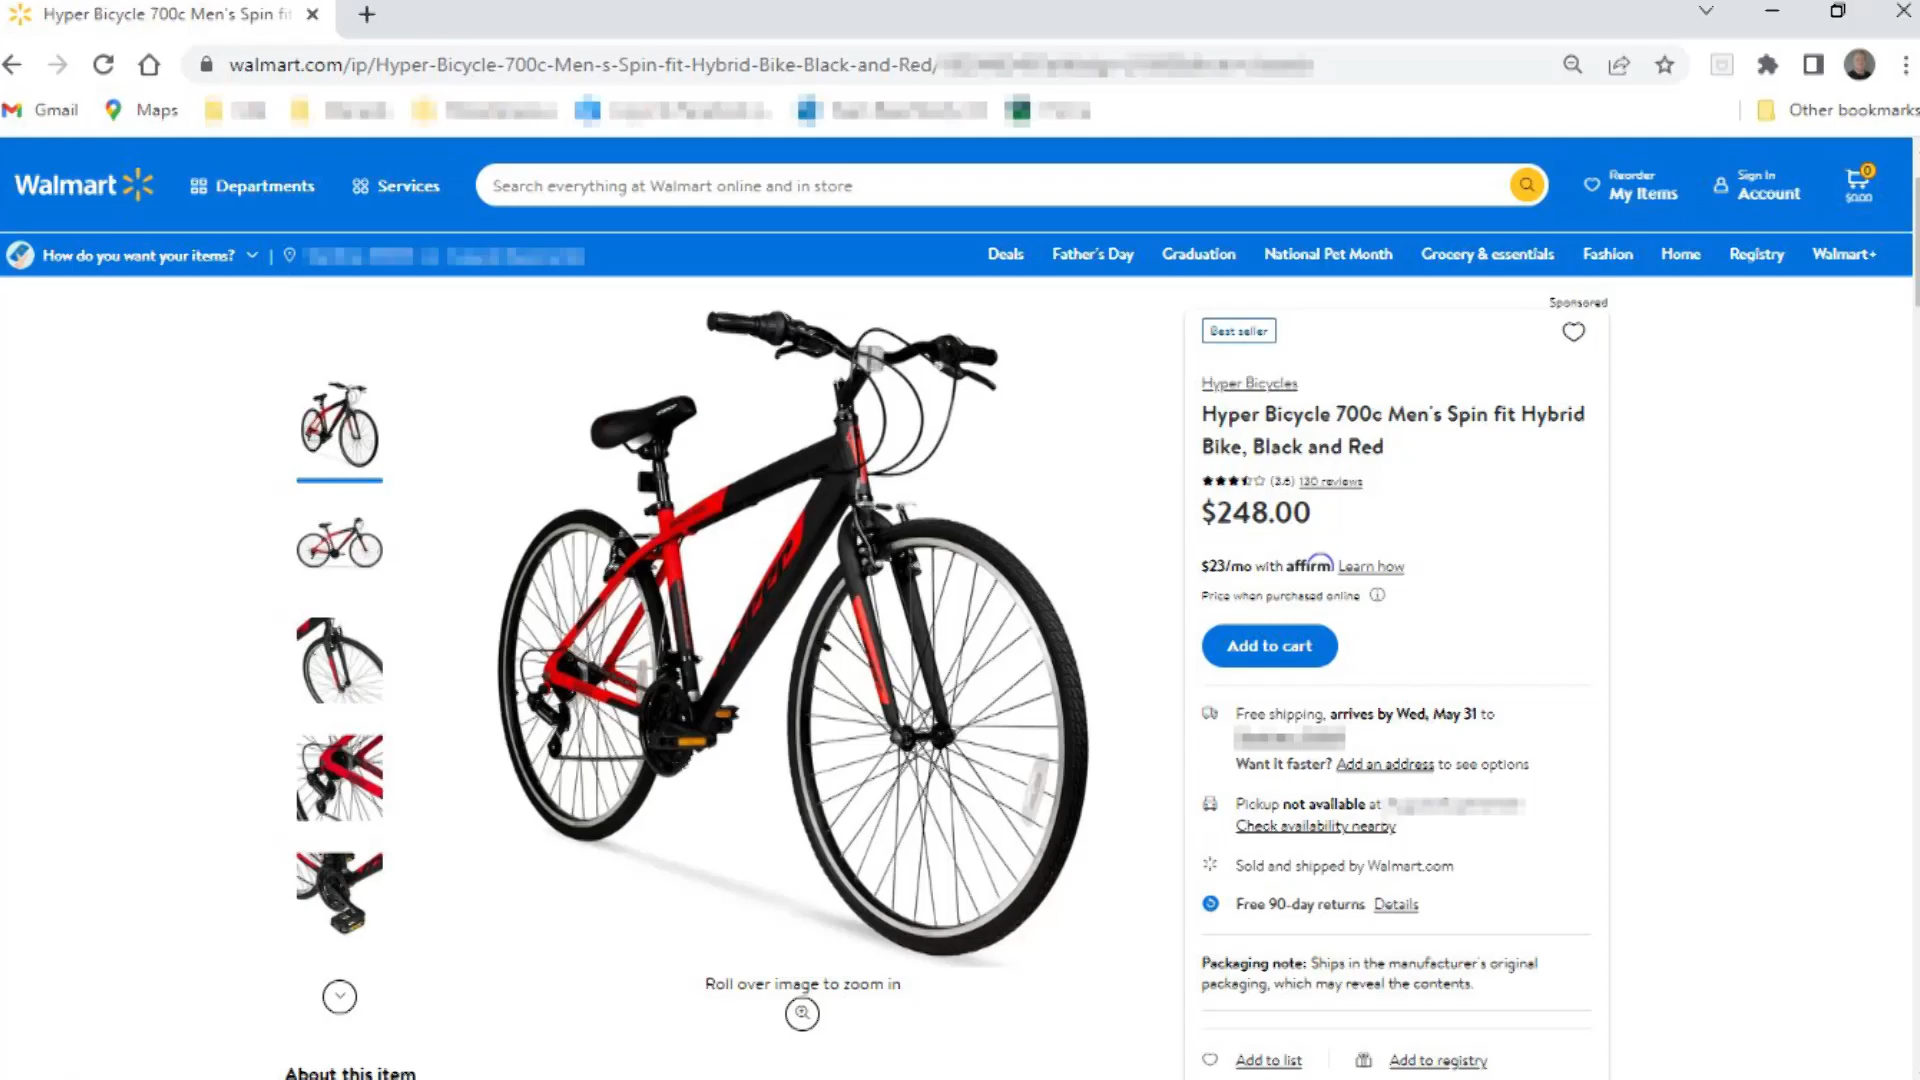 Hyper Bicycle 700c Men's Spin fit
walmart.com/ip/Hyper-Bicycle-700c-Men-s-Spin-fit-Hybrid-Bike-Black-and-Red/
Gmail
Maps
Other bookmarks
Walmart
Departments
Services
Search everything at Walmart online and in store
Reorder
My Items
Sign In
Account
0
$0.00
How do you want your items?
Deals
Father's Day
Graduation
National Pet Month
Grocery & essentials
Fashion
Home
Registry
Walmart+
Sponsored
Best seller
Hyper Bicycles
Hyper Bicycle 700c Men's Spin fit Hybrid
Bike, Black and Red
(3.6) 130 reviews
$248.00
$23/mo with affirm Learn how
Price when purchased online
Add to cart
Free shipping, arrives by Wed, May 31 to
Want it faster? Add an address to see options
Pickup not available at
Check availability nearby
Sold and shipped by Walmart.com
Free 90-day returns Details
Packaging note: Ships in the manufacturer's original
packaging, which may reveal the contents.
Add to list
Add to registry
Roll over image to zoom in
About this item